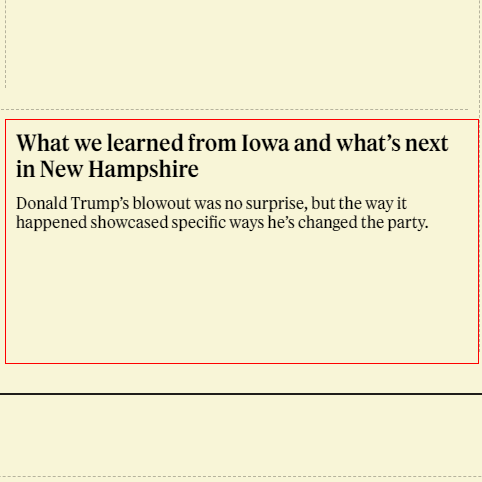 What we learned from Iowa and what’s next
in New Hampshire
Donald Trump’s blowout was no surprise, but the way it
happened showcased specific ways he’s changed the party.